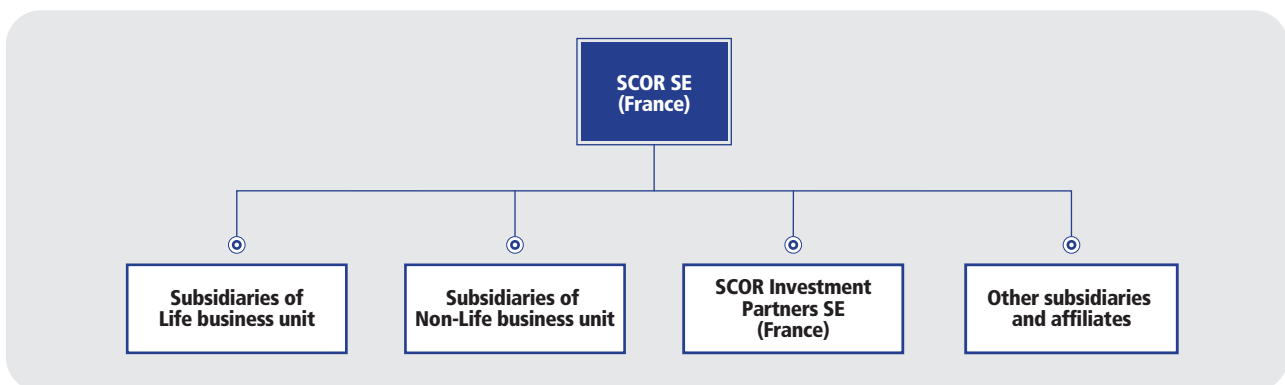 SCOR SE
(France)
Subsidiaries of
Life business unit
Subsidiaries of
Non-Life business unit
SCOR Investment
Partners SE
(France)
Other subsidiaries
and affiliates